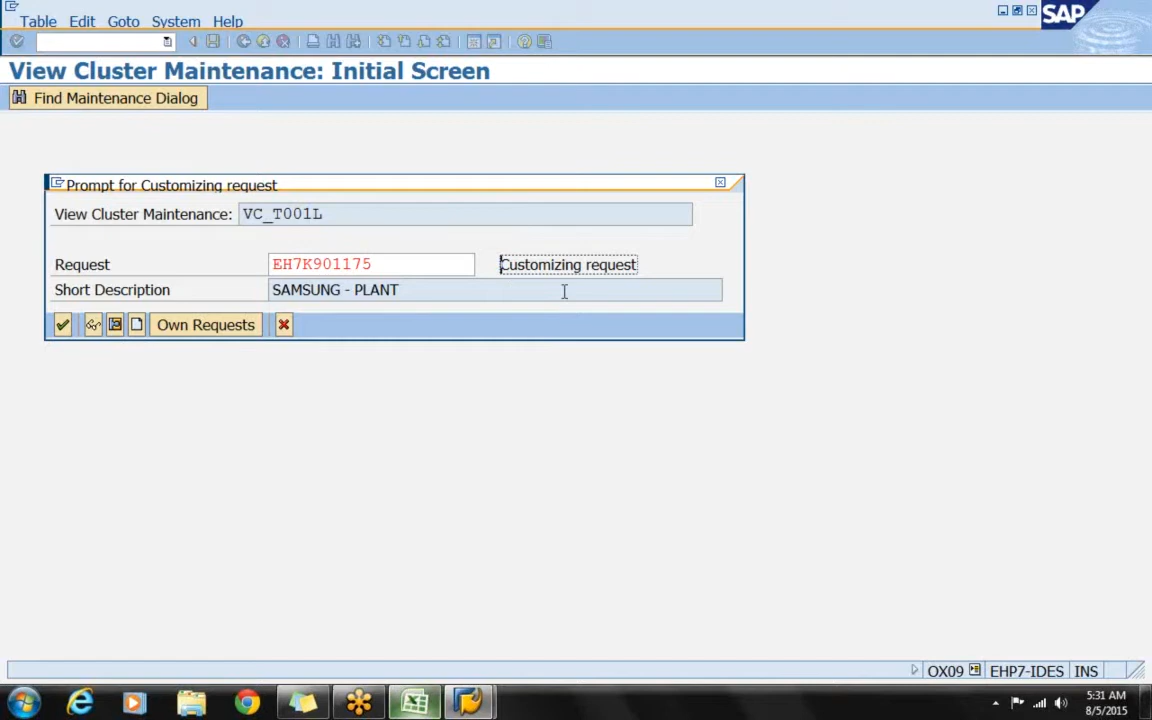 Table Edit Goto System Help
SAP
View Cluster Maintenance: Initial Screen
Find Maintenance Dialog
Prompt for Customizing request
View Cluster Maintenance: VC_T001L
Request EH7K901175 Customizing request
Short Description SAMSUNG - PLANT
Own Requests
OX09 EHP7-IDES INS
5:31 AM
8/5/2015